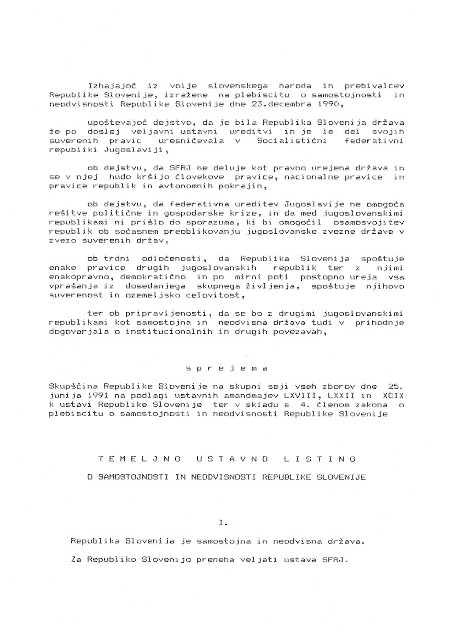 Izhajajoč iz volje slovenskega naroda in prebivalcev
Republike Slovenije, izražene na plebiscitu o samostojnosti in
neodvisnosti Republike Slovenije dne 23.decembra 1990,
upoštevajoč dejstvo, da je bila Republika Slovenija država
že po doslej veljavni ustavni ureditvi in je le del svojih
suverenih pravic uresničevala v Socialistični federativni
republiki Jugoslaviji,
ob dejstvu, da SFRJ ne deluje kot pravno urejena država in
se v njej hudo kršijo človekove pravice, nacionalne pravice in
pravice republik in avtonomnih pokrajin,
ob dejstvu, da federativna ureditev Jugoslavije ne omogoča
rešitve politične in gospodarske krize, in da med jugoslovanskimi
republikami ni prišlo do sporazuma, ki bi omogočil osamosvojitev
republik ob sočasnem preoblikovanju jugoslovanske zvezne države v
zvezo suverenih držav,
ob trdni odločenosti, da Republika Slovenija spoštuje
enake pravice drugih jugoslovanskih republik ter z njimi
enakopravno, demokratično in po mirni poti postopno ureja vsa
vprašanja iz dosedanjega skupnega življenja, spoštuje njihovo
suverenost in ozemeljsko celovitost,
ter ob pripravljenosti, da se bo z drugimi jugoslovanskimi
republikami kot samostojna in neodvisna država tudi v prihodnje
dogovarjala o institucionalnih in drugih povezavah,
s p r e j e m a
Skupščina Republike Slovenije na skupni seji vseh zborov dne 25.
junija 1991 na podlagi ustavnih amandmajev LXVIII, LXXII in XCIX
k ustavi Republike Slovenije ter v skladu s 4. členom zakona o
plebiscitu o samostojnosti in neodvisnosti Republike Slovenije
T E M E L J N O U S T A V N O L I S T I N O
O SAMOSTOJNOSTI IN NEODVISNOSTI REPUBLIKE SLOVENIJE
I.
Republika Slovenija je samostojna in neodvisna država.
Za Republiko Slovenijo preneha veljati ustava SFRJ.